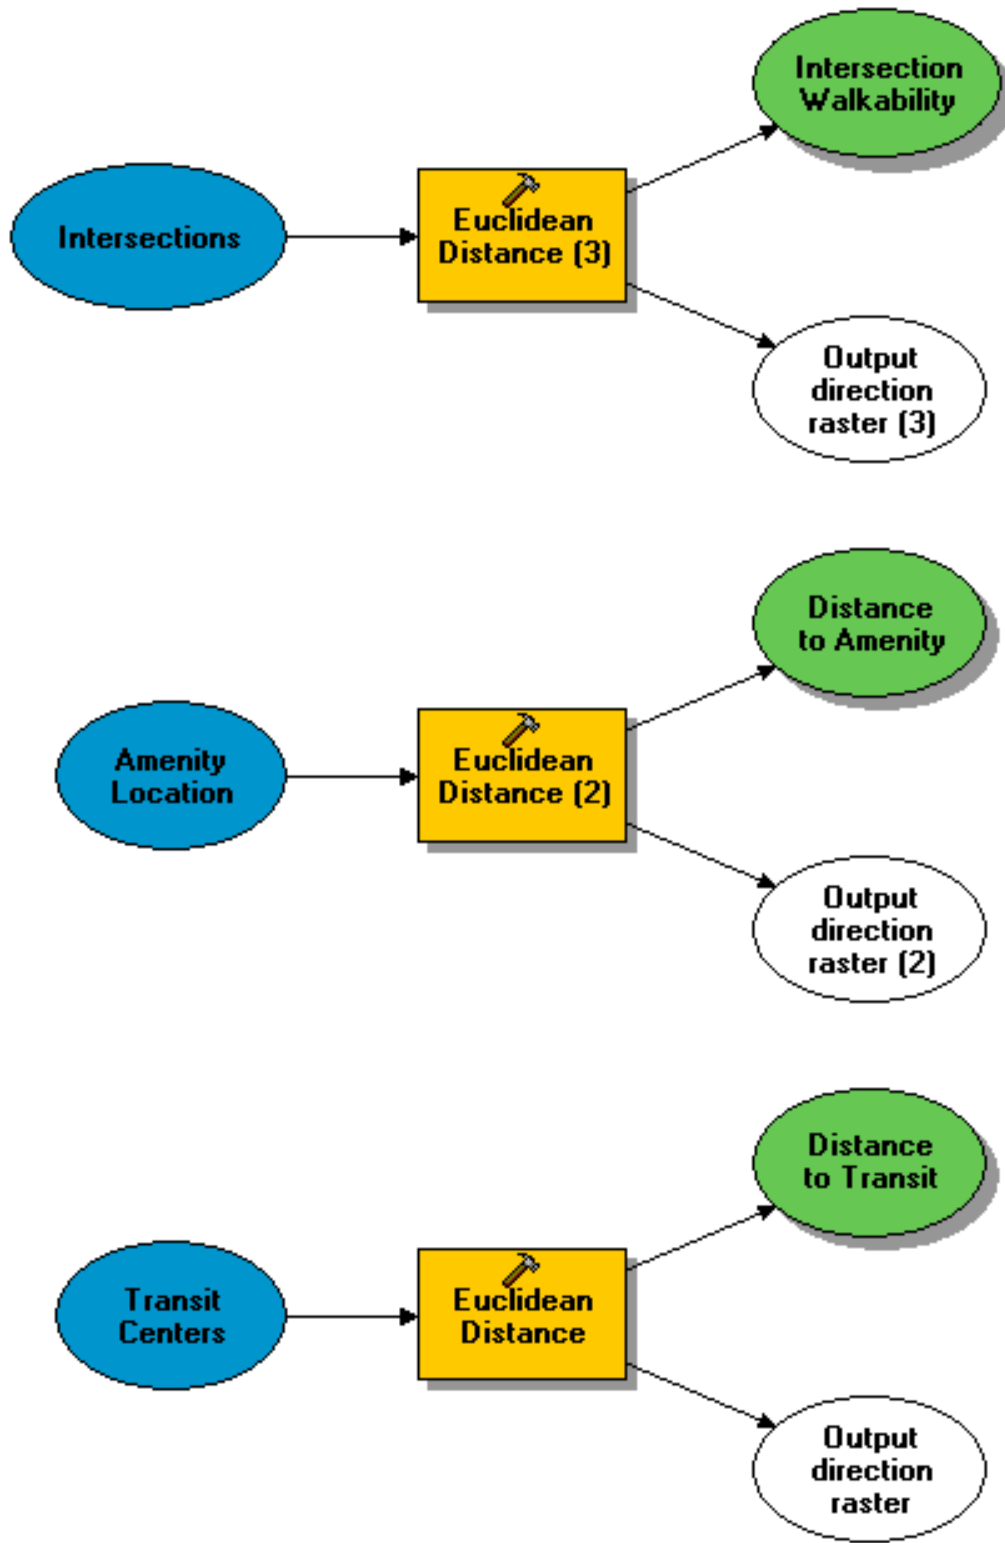 Intersection
Walkability
Intersections
Euclidean
Distance (3)
Output
direction
raster (3)
Distance
to Amenity
Amenity
Location
Euclidean
Distance (2)
Output
direction
raster (2)
Distance
to Transit
Transit
Centers
Euclidean
Distance
Output
direction
raster